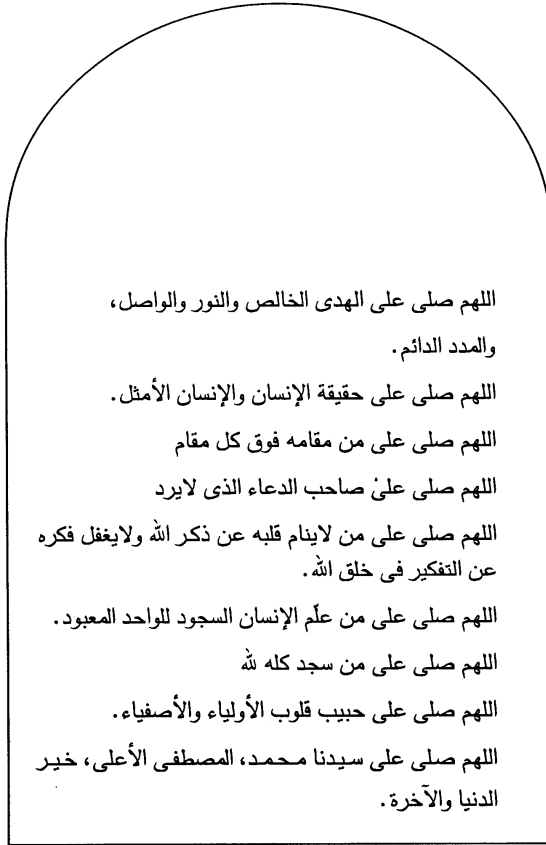 اللهم صلى على الهدى الخالص والنور والواصل،
والمدد الدائم.
اللهم صلى على حقيقة الإنسان والإنسان الأمثل.
اللهم صلى على من مقامه فوق كل مقام
اللهم صلى علىْ صاحب الدعاء الذى لايرد
اللهم صلى على من لاينام قلبه عن ذكر الله ولايغفل فكره
عن التفكير فى خلق الله.
اللهم صلى على من علّم الإنسان السجود للواحد المعبود.
اللهم صلى على من سجد كله لله
اللهم صلى على حبيب قلوب الأولياء والأصفياء.
اللهم صلى على سيدنا محمد، المصطفى الأعلى، خير
الدنيا والآخرة.